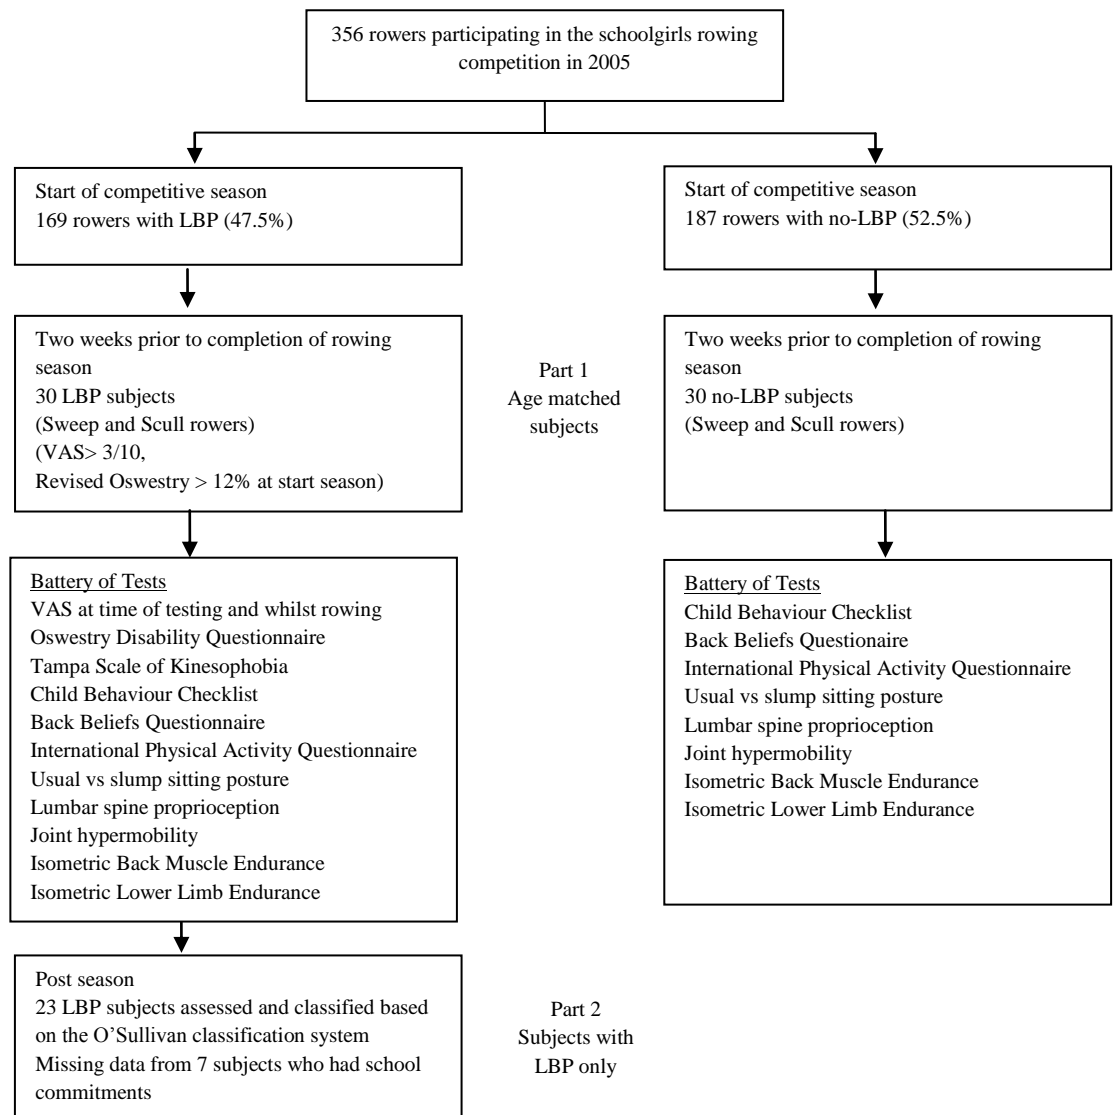 356 rowers participating in the schoolgirls rowing
competition in 2005
Start of competitive season
169 rowers with LBP (47.5%)
Start of competitive season
187 rowers with no-LBP (52.5%)
Two weeks prior to completion of rowing
season
30 LBP subjects
(Sweep and Scull rowers)
(VAS> 3/10,
Revised Oswestry > 12% at start season)
Part 1
Age matched
subjects
Two weeks prior to completion of rowing
season
30 no-LBP subjects
(Sweep and Scull rowers)
Battery of Tests
VAS at time of testing and whilst rowing
Oswestry Disability Questionnaire
Tampa Scale of Kinesophobia
Child Behaviour Checklist
Back Beliefs Questionnaire
International Physical Activity Questionnaire
Usual vs slump sitting posture
Lumbar spine proprioception
Joint hypermobility
Isometric Back Muscle Endurance
Isometric Lower Limb Endurance
Battery of Tests
Child Behaviour Checklist
Back Beliefs Questionaire
International Physical Activity Questionnaire
Usual vs slump sitting posture
Lumbar spine proprioception
Joint hypermobility
Isometric Back Muscle Endurance
Isometric Lower Limb Endurance
Post season
23 LBP subjects assessed and classified based
on the O’Sullivan classification system
Missing data from 7 subjects who had school
commitments
Part 2
Subjects with
LBP only